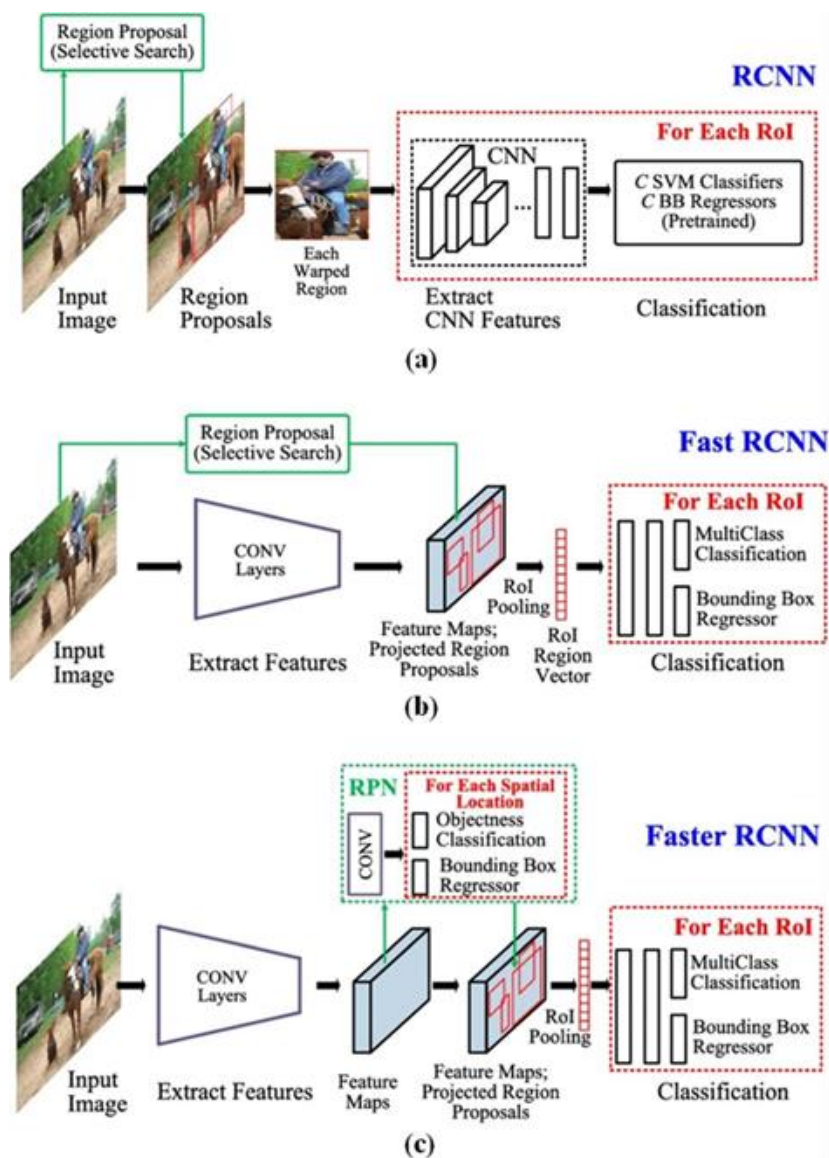 Region Proposal
(Selective Search)
RCNN
For Each RoI
CNN
...
C SVM Classifiers
C BB Regressors
(Pretrained)
Input
Image
Region
Proposals
Each
Warped
Region
Extract
CNN Features
Classification
(a)
Region Proposal
(Selective Search)
Fast RCNN
For Each RoI
CONV
Layers
MultiClass
Classification
Bounding Box
Regressor
RoI
Pooling
Input
Image
Extract Features
Feature Maps;
Projected Region
Proposals
RoI
Region
Vector
Classification
(b)
RPN
For Each Spatial
Location
CONV
Objectness
Classification
Bounding Box
Regressor
Faster RCNN
For Each RoI
CONV
Layers
MultiClass
Classification
Bounding Box
Regressor
RoI
Pooling
Input
Image
Extract Features
Feature
Maps
Feature Maps;
Projected Region
Proposals
Classification
(c)